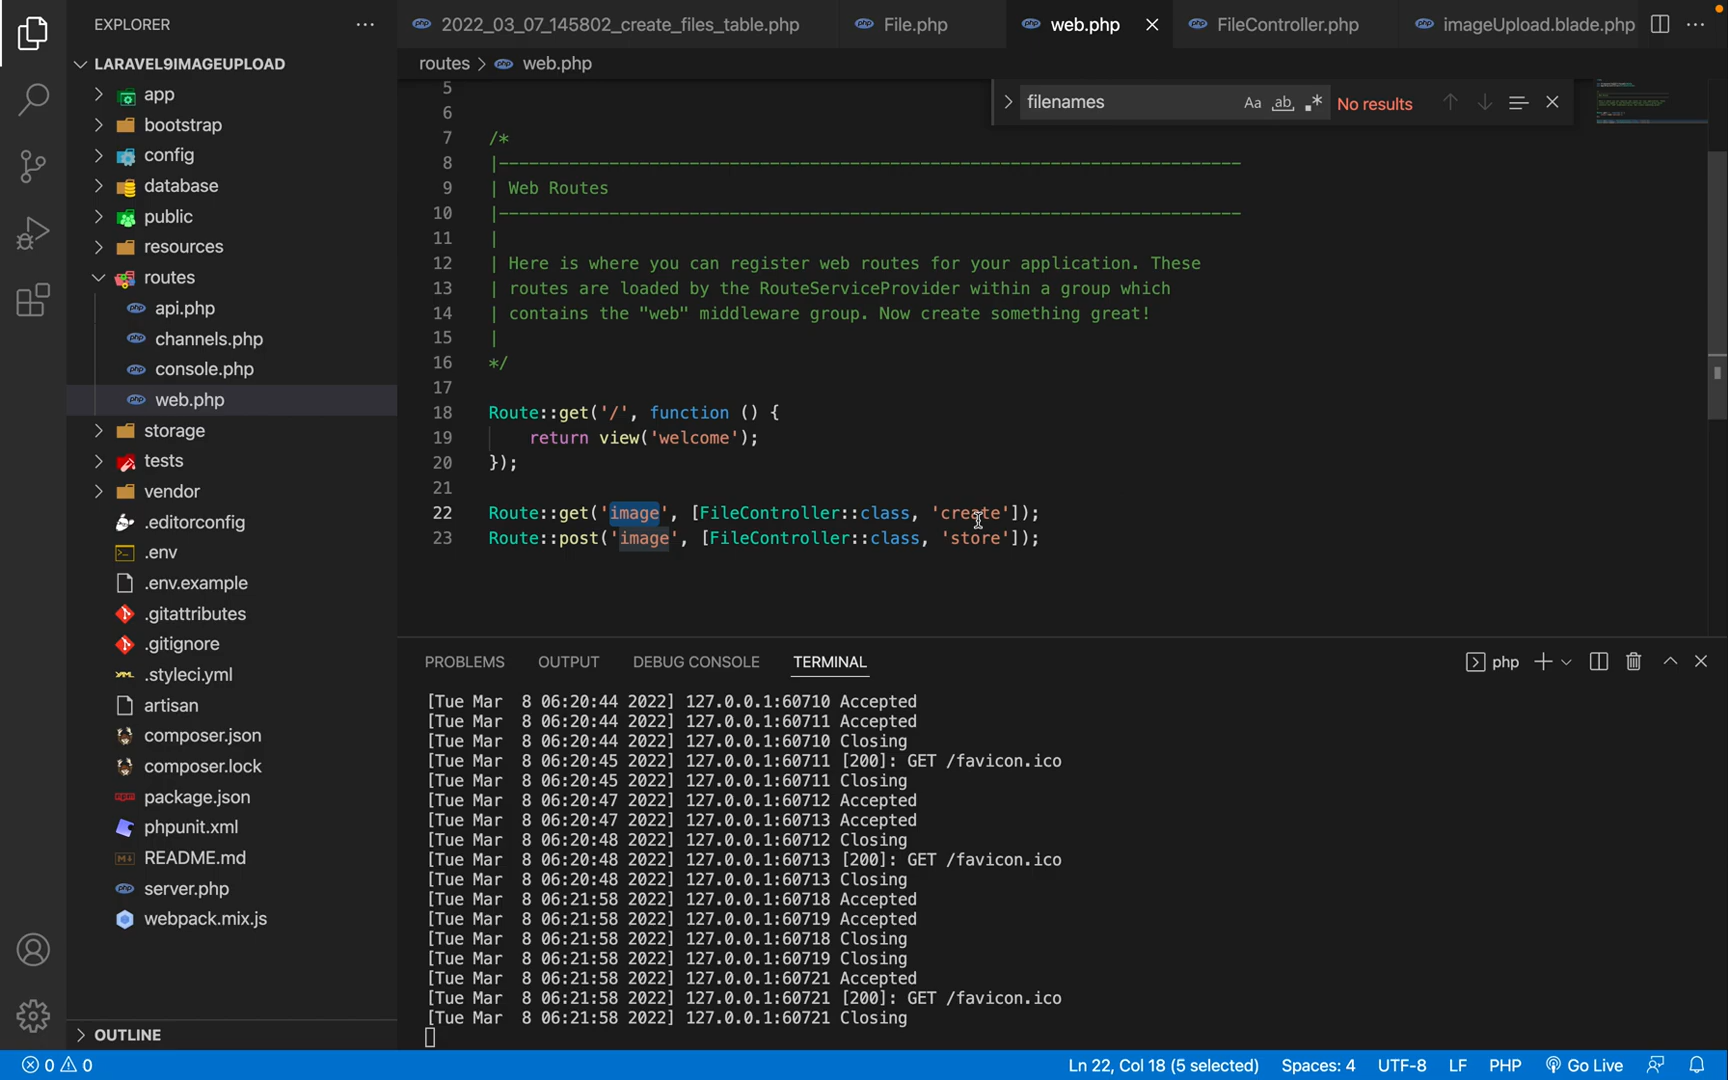 EXPLORER
2022_03_07_145802_create_files_table.php
File.php
web.php
FileController.php
imageUpload.blade.php
LARAVEL9IMAGEUPLOAD
app
bootstrap
config
database
public
resources
routes
api.php
channels.php
console.php
web.php
storage
tests
vendor
.editorconfig
.env
.env.example
.gitattributes
.gitignore
.styleci.yml
artisan
composer.json
composer.lock
package.json
phpunit.xml
README.md
server.php
webpack.mix.js
OUTLINE
routes > web.php
filenames Aa ab No results
5
6
7 /*
8 |--------------------------------------------------------------------------
9 | Web Routes
10 |--------------------------------------------------------------------------
11 |
12 | Here is where you can register web routes for your application. These
13 | routes are loaded by the RouteServiceProvider within a group which
14 | contains the "web" middleware group. Now create something great!
15 |
16 */
17
18 Route::get('/', function () {
19 return view('welcome');
20 });
21
22 Route::get('image', [FileController::class, 'create']);
23 Route::post('image', [FileController::class, 'store']);
PROBLEMS OUTPUT DEBUG CONSOLE TERMINAL php
[Tue Mar 8 06:20:44 2022] 127.0.0.1:60710 Accepted
[Tue Mar 8 06:20:44 2022] 127.0.0.1:60711 Accepted
[Tue Mar 8 06:20:44 2022] 127.0.0.1:60710 Closing
[Tue Mar 8 06:20:45 2022] 127.0.0.1:60711 [200]: GET /favicon.ico
[Tue Mar 8 06:20:45 2022] 127.0.0.1:60711 Closing
[Tue Mar 8 06:20:47 2022] 127.0.0.1:60712 Accepted
[Tue Mar 8 06:20:47 2022] 127.0.0.1:60713 Accepted
[Tue Mar 8 06:20:48 2022] 127.0.0.1:60712 Closing
[Tue Mar 8 06:20:48 2022] 127.0.0.1:60713 [200]: GET /favicon.ico
[Tue Mar 8 06:20:48 2022] 127.0.0.1:60713 Closing
[Tue Mar 8 06:21:58 2022] 127.0.0.1:60718 Accepted
[Tue Mar 8 06:21:58 2022] 127.0.0.1:60719 Accepted
[Tue Mar 8 06:21:58 2022] 127.0.0.1:60718 Closing
[Tue Mar 8 06:21:58 2022] 127.0.0.1:60719 Closing
[Tue Mar 8 06:21:58 2022] 127.0.0.1:60721 Accepted
[Tue Mar 8 06:21:58 2022] 127.0.0.1:60721 [200]: GET /favicon.ico
[Tue Mar 8 06:21:58 2022] 127.0.0.1:60721 Closing
0 0 Ln 22, Col 18 (5 selected) Spaces: 4 UTF-8 LF PHP Go Live